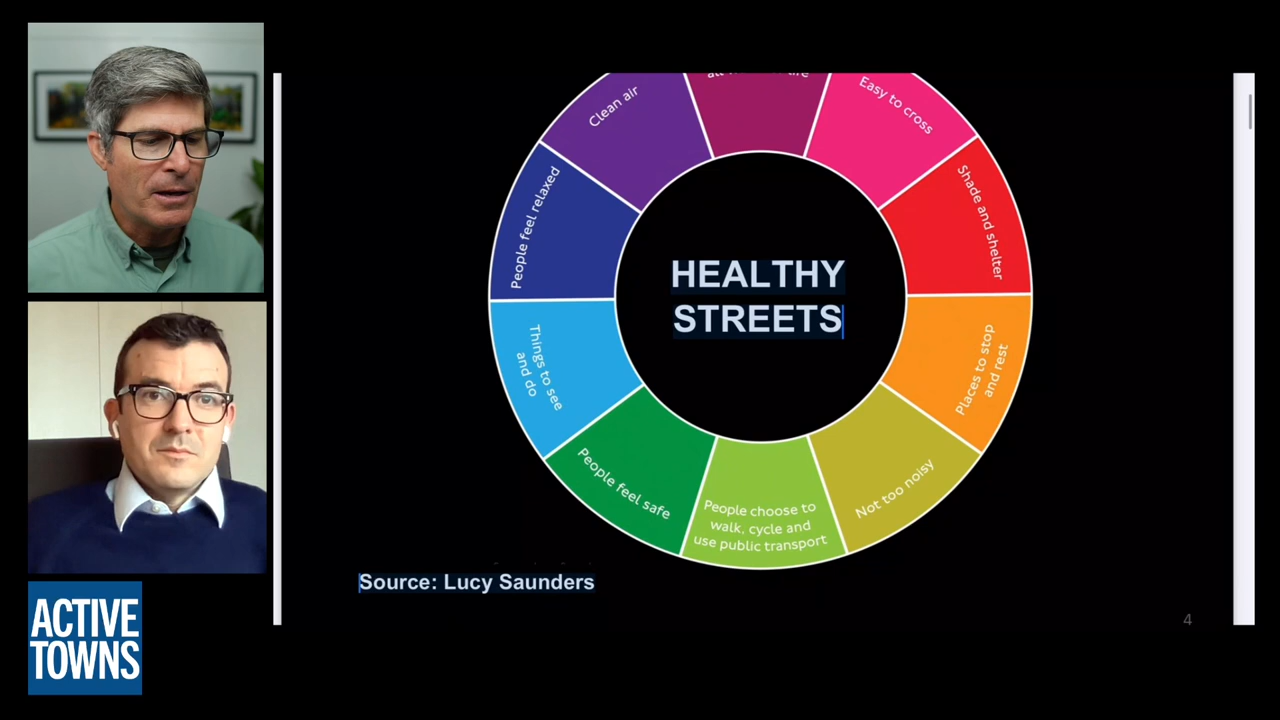 Clean air
Easy to cross
Shade and shelter
Places to stop
and rest
Not too noisy
People choose to
walk, cycle and
use public transport
People feel safe
Things to see
and do
People feel relaxed
HEALTHY
STREETS
Source: Lucy Saunders
4
ACTIVE
TOWNS